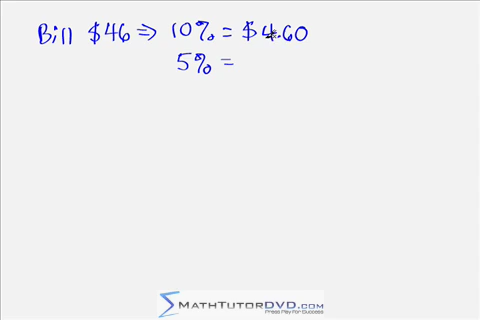 Bill $46 ⇒ 10% = $4.60
5% =
MathTutorDVD.com
Press Play For Success